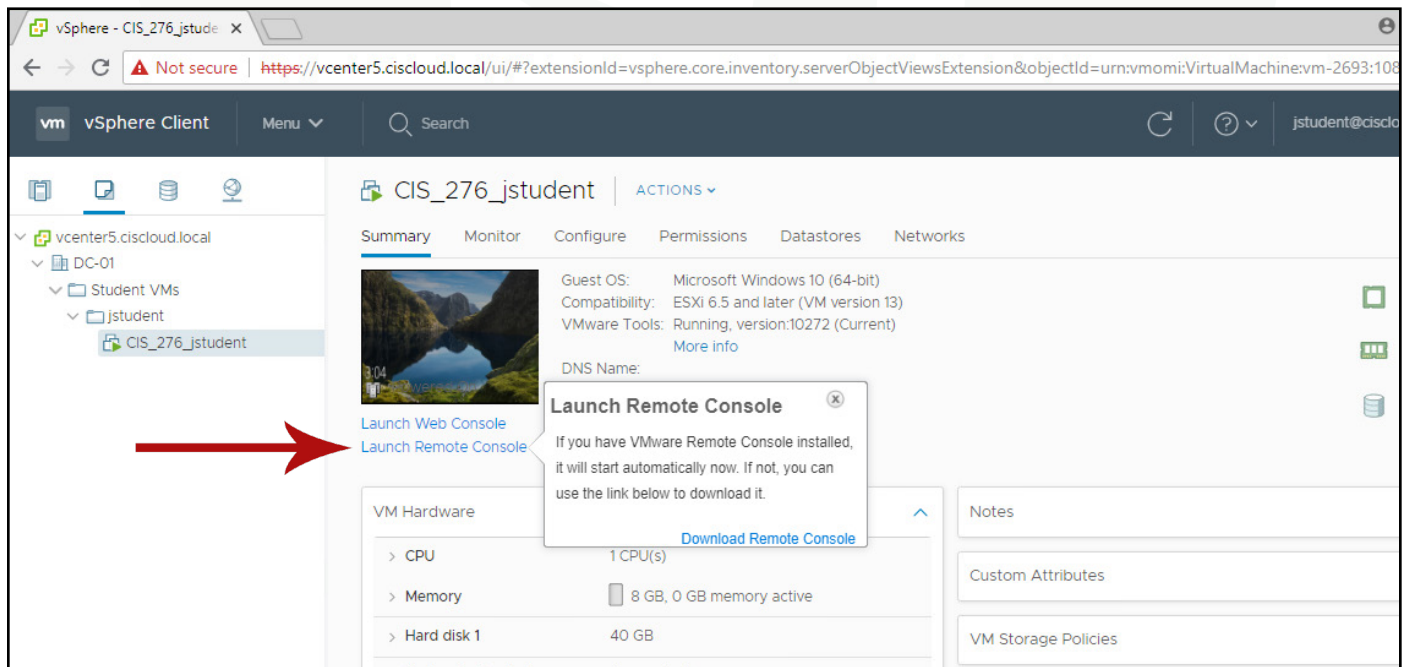 vSphere - CIS_276_jstude
Not secure | https://vcenter5.ciscloud.local/ui/#?extensionId=vsphere.core.inventory.serverObjectViewsExtension&objectId=urn:vmomi:VirtualMachine:vm-2693:108
vm vSphere Client Menu Search jstudent@cisclo
CIS_276_jstudent ACTIONS
vcenter5.ciscloud.local
DC-01
Student VMs
jstudent
CIS_276_jstudent
Summary Monitor Configure Permissions Datastores Networks
Guest OS: Microsoft Windows 10 (64-bit)
Compatibility: ESXi 6.5 and later (VM version 13)
VMware Tools: Running, version:10272 (Current)
More info
DNS Name:
3:04
Launch Web Console
Launch Remote Console
Launch Remote Console
If you have VMware Remote Console installed,
it will start automatically now. If not, you can
use the link below to download it.
Download Remote Console
VM Hardware
CPU 1 CPU(s)
Memory 8 GB, 0 GB memory active
Hard disk 1 40 GB
Notes
Custom Attributes
VM Storage Policies